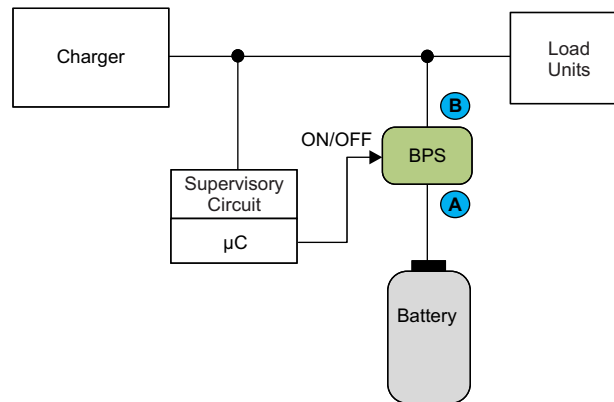 Charger
Load
Units
B
ON/OFF
BPS
Supervisory
Circuit
A
µC
Battery